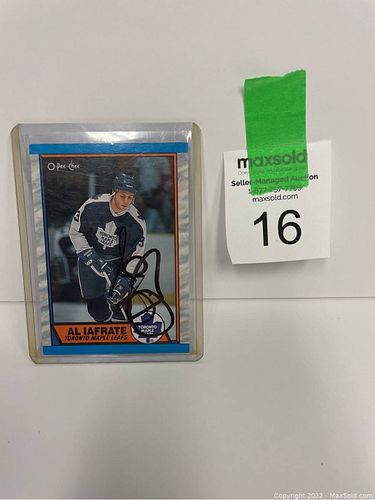 O-Pee-Chee
AL IAFRATE
TORONTO MAPLE LEAFS
TORONTO
MAPLE
maxsold
Seller-Managed Auction
maxsold.com
16
Copyright 2022 - MaxSold.com